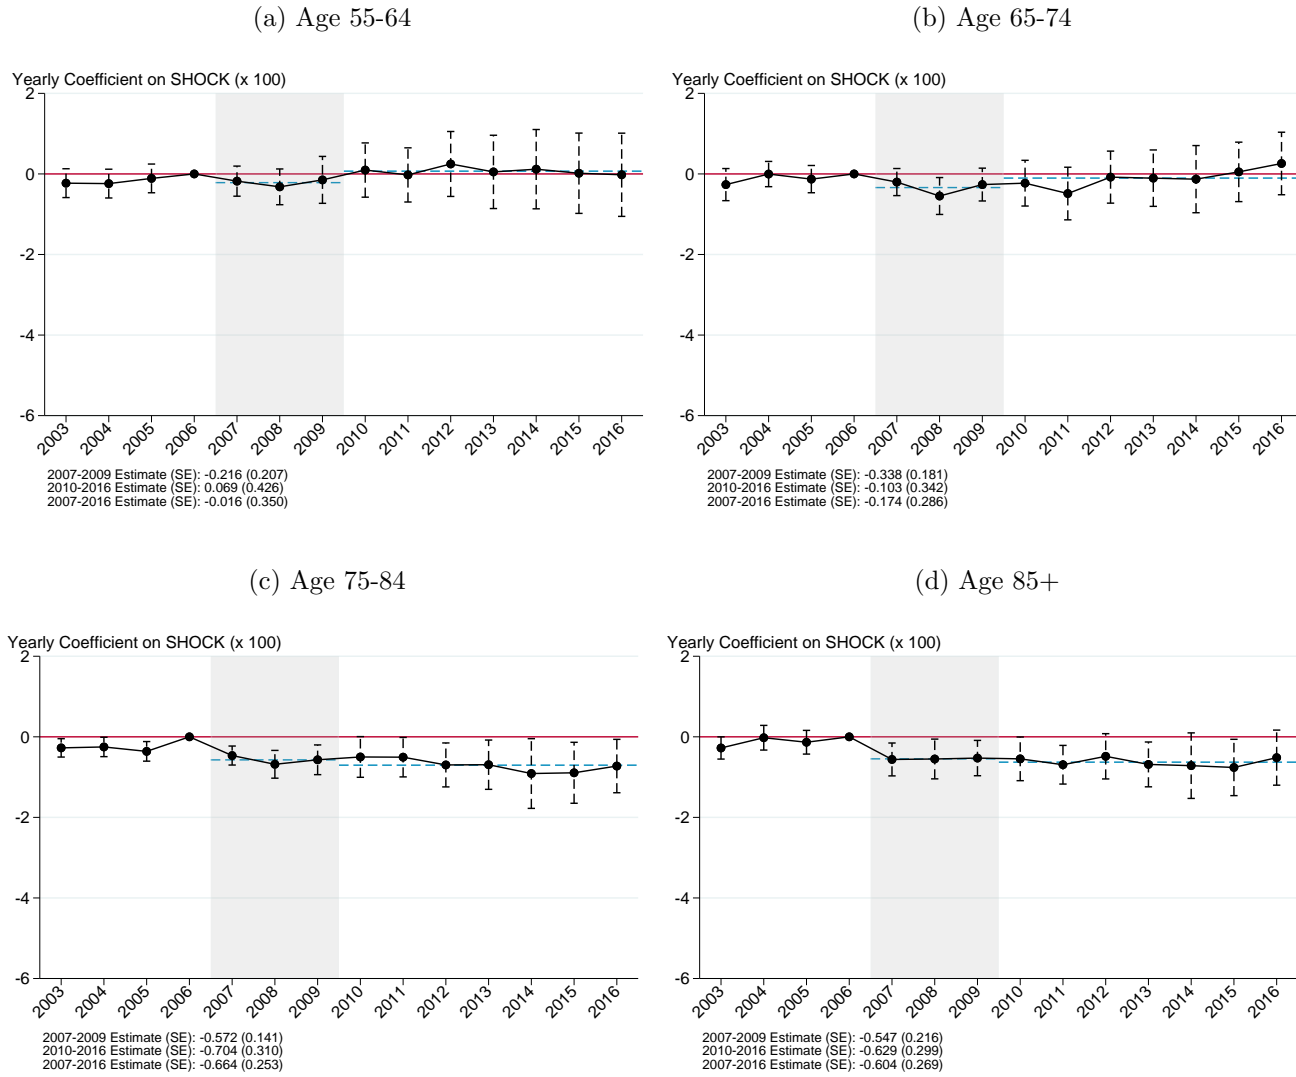 (a) Age 55-64
Yearly Coefficient on SHOCK (x 100)
2
0
-2
-4
-6
2003 2004 2005 2006 2007 2008 2009 2010 2011 2012 2013 2014 2015 2016
2007-2009 Estimate (SE): -0.216 (0.207)
2010-2016 Estimate (SE): 0.069 (0.426)
2007-2016 Estimate (SE): -0.016 (0.350)
(b) Age 65-74
Yearly Coefficient on SHOCK (x 100)
2
0
-2
-4
-6
2003 2004 2005 2006 2007 2008 2009 2010 2011 2012 2013 2014 2015 2016
2007-2009 Estimate (SE): -0.338 (0.181)
2010-2016 Estimate (SE): -0.103 (0.342)
2007-2016 Estimate (SE): -0.174 (0.286)
(c) Age 75-84
Yearly Coefficient on SHOCK (x 100)
2
0
-2
-4
-6
2003 2004 2005 2006 2007 2008 2009 2010 2011 2012 2013 2014 2015 2016
2007-2009 Estimate (SE): -0.572 (0.141)
2010-2016 Estimate (SE): -0.704 (0.310)
2007-2016 Estimate (SE): -0.664 (0.253)
(d) Age 85+
Yearly Coefficient on SHOCK (x 100)
2
0
-2
-4
-6
2003 2004 2005 2006 2007 2008 2009 2010 2011 2012 2013 2014 2015 2016
2007-2009 Estimate (SE): -0.547 (0.216)
2010-2016 Estimate (SE): -0.629 (0.299)
2007-2016 Estimate (SE): -0.604 (0.269)